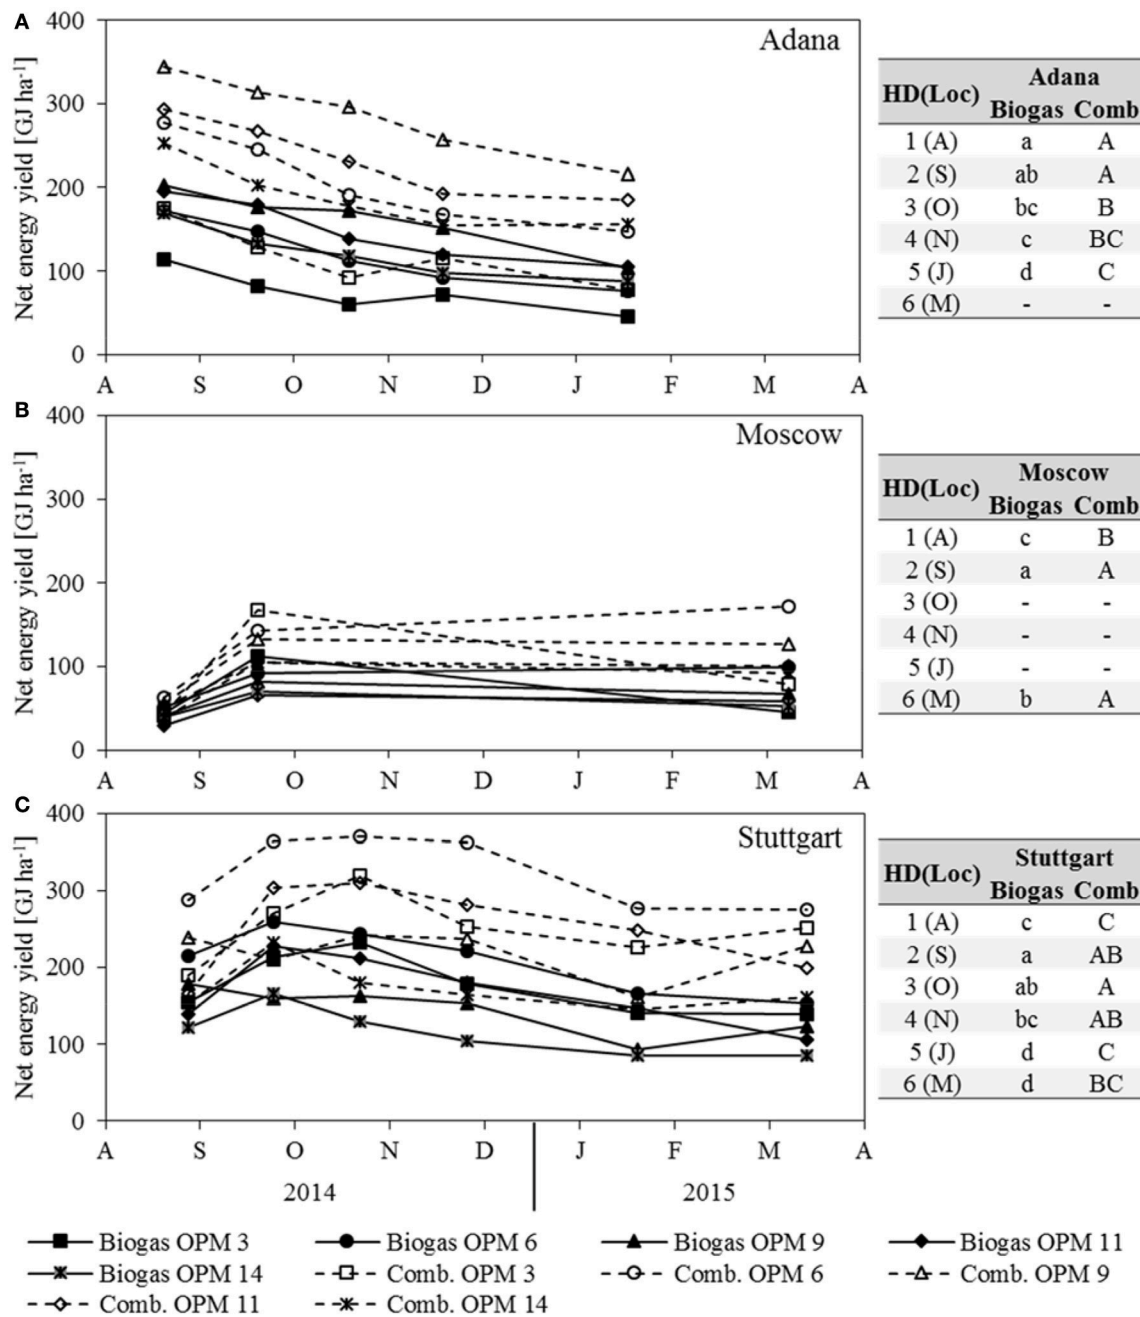 A
Adana
Net energy yield [GJ ha-1]
400
300
200
100
0
A S O N D J F M A
HD(Loc) Adana
Biogas Comb
1 (A) a A
2 (S) ab A
3 (O) bc B
4 (N) c BC
5 (J) d C
6 (M) - -
B
Moscow
Net energy yield [GJ ha-1]
400
300
200
100
0
A S O N D J F M A
HD(Loc) Moscow
Biogas Comb
1 (A) c B
2 (S) a A
3 (O) - -
4 (N) - -
5 (J) - -
6 (M) b A
C
Stuttgart
Net energy yield [GJ ha-1]
400
300
200
100
0
A S O N D J F M A
2014 2015
HD(Loc) Stuttgart
Biogas Comb
1 (A) c C
2 (S) a AB
3 (O) ab A
4 (N) bc AB
5 (J) d C
6 (M) d BC
Biogas OPM 3 Biogas OPM 6 Biogas OPM 9 Biogas OPM 11
Biogas OPM 14 Comb. OPM 3 Comb. OPM 6 Comb. OPM 9
Comb. OPM 11 Comb. OPM 14